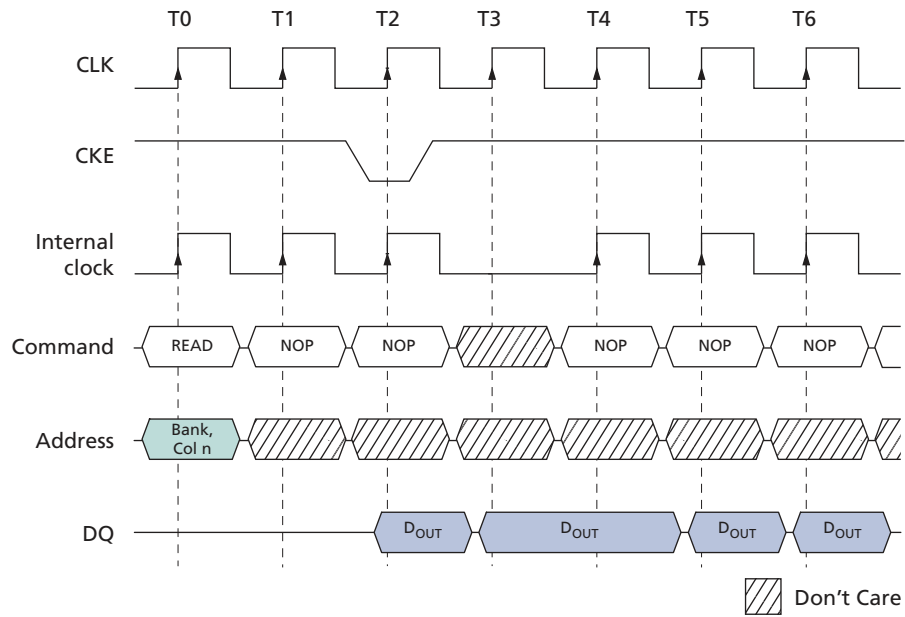 T0 T1 T2 T3 T4 T5 T6
CLK
CKE
Internal
clock
Command READ NOP NOP NOP NOP NOP
Address Bank,
Col n
DQ DOUT DOUT DOUT DOUT
Don't Care